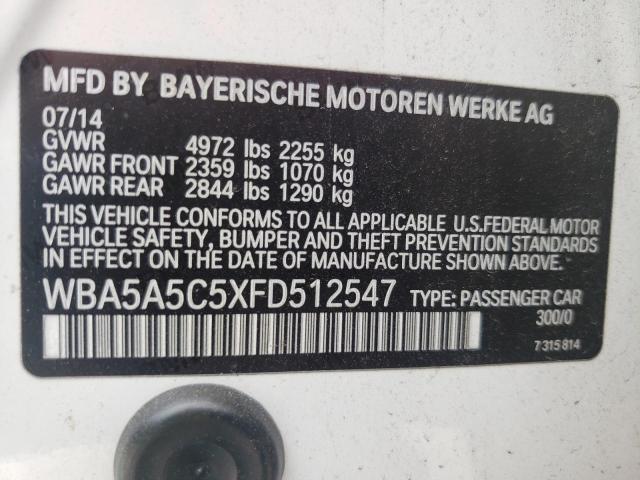 MFD BY BAYERISCHE MOTOREN WERKE AG
07/14
GVWR 4972 lbs 2255 kg
GAWR FRONT 2359 lbs 1070 kg
GAWR REAR 2844 lbs 1290 kg
THIS VEHICLE CONFORMS TO ALL APPLICABLE U.S.FEDERAL MOTOR
VEHICLE SAFETY, BUMPER AND THEFT PREVENTION STANDARDS
IN EFFECT ON THE DATE OF MANUFACTURE SHOWN ABOVE.
WBA5A5C5XFD512547 TYPE: PASSENGER CAR
300/0
7 315 814